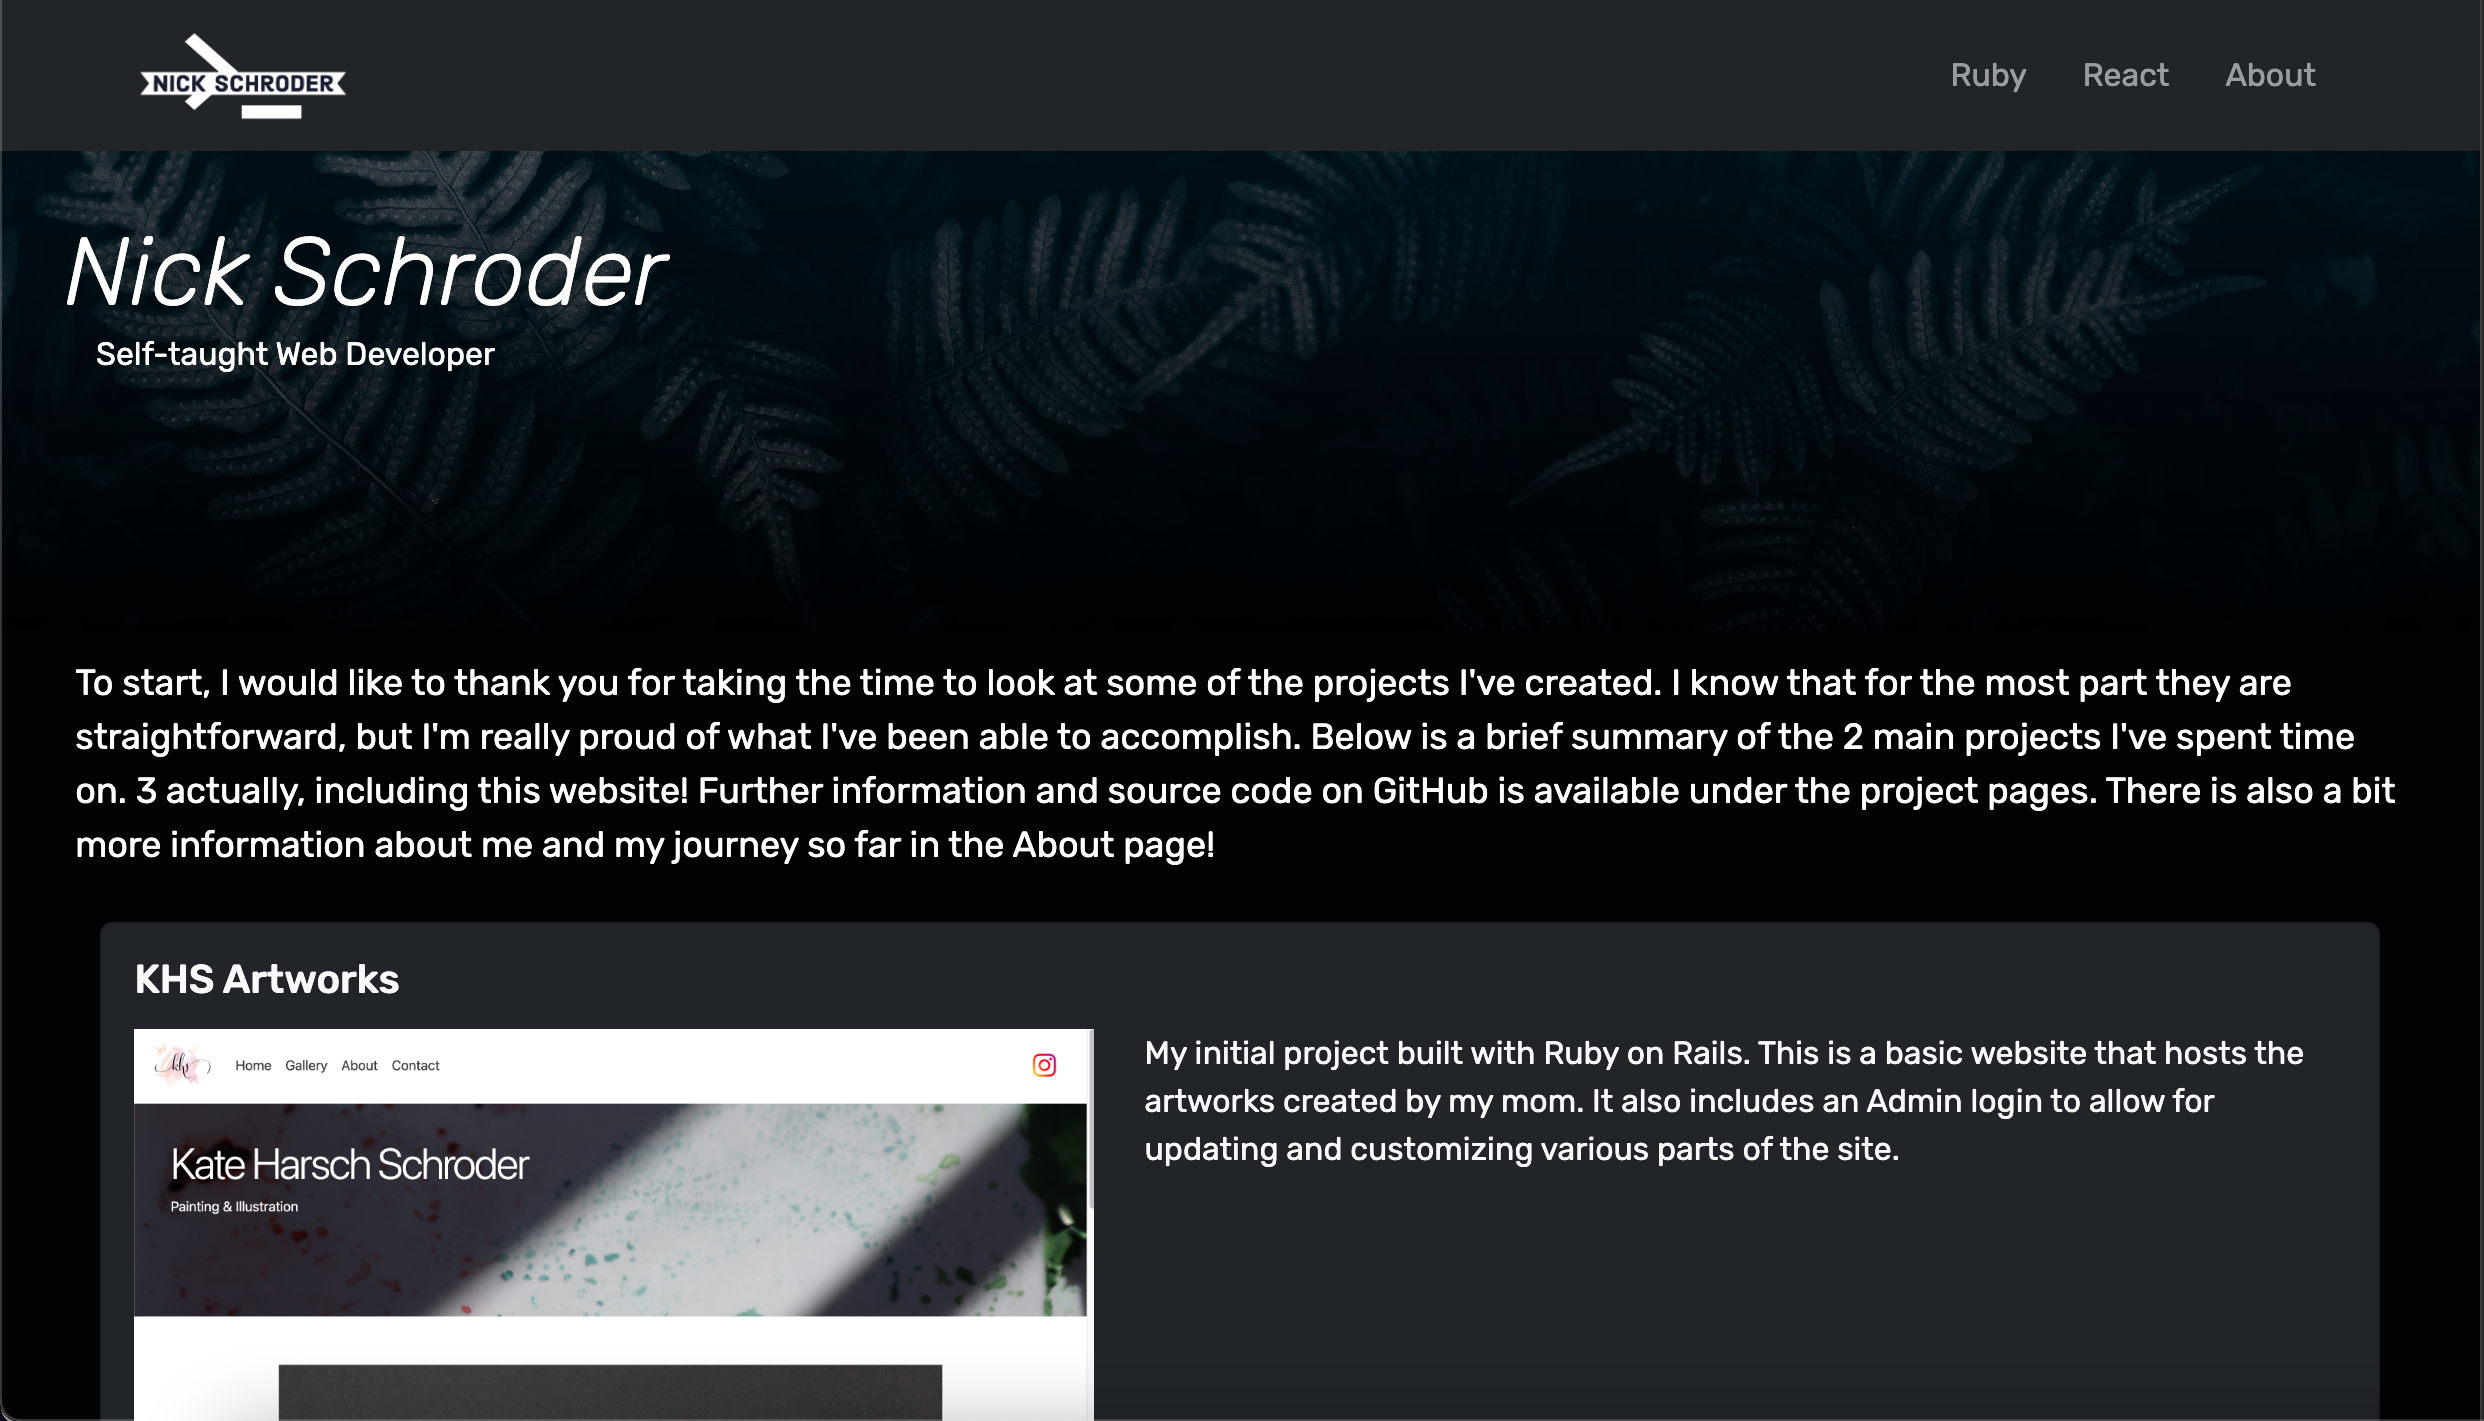 NICK SCHRODER
Ruby React About
Nick Schroder
Self-taught Web Developer
To start, I would like to thank you for taking the time to look at some of the projects I've created. I know that for the most part they are
straightforward, but I'm really proud of what I've been able to accomplish. Below is a brief summary of the 2 main projects I've spent time
on. 3 actually, including this website! Further information and source code on GitHub is available under the project pages. There is also a bit
more information about me and my journey so far in the About page!
KHS Artworks
khs
Home Gallery About Contact
Kate Harsch Schroder
Painting & Illustration
My initial project built with Ruby on Rails. This is a basic website that hosts the
artworks created by my mom. It also includes an Admin login to allow for
updating and customizing various parts of the site.